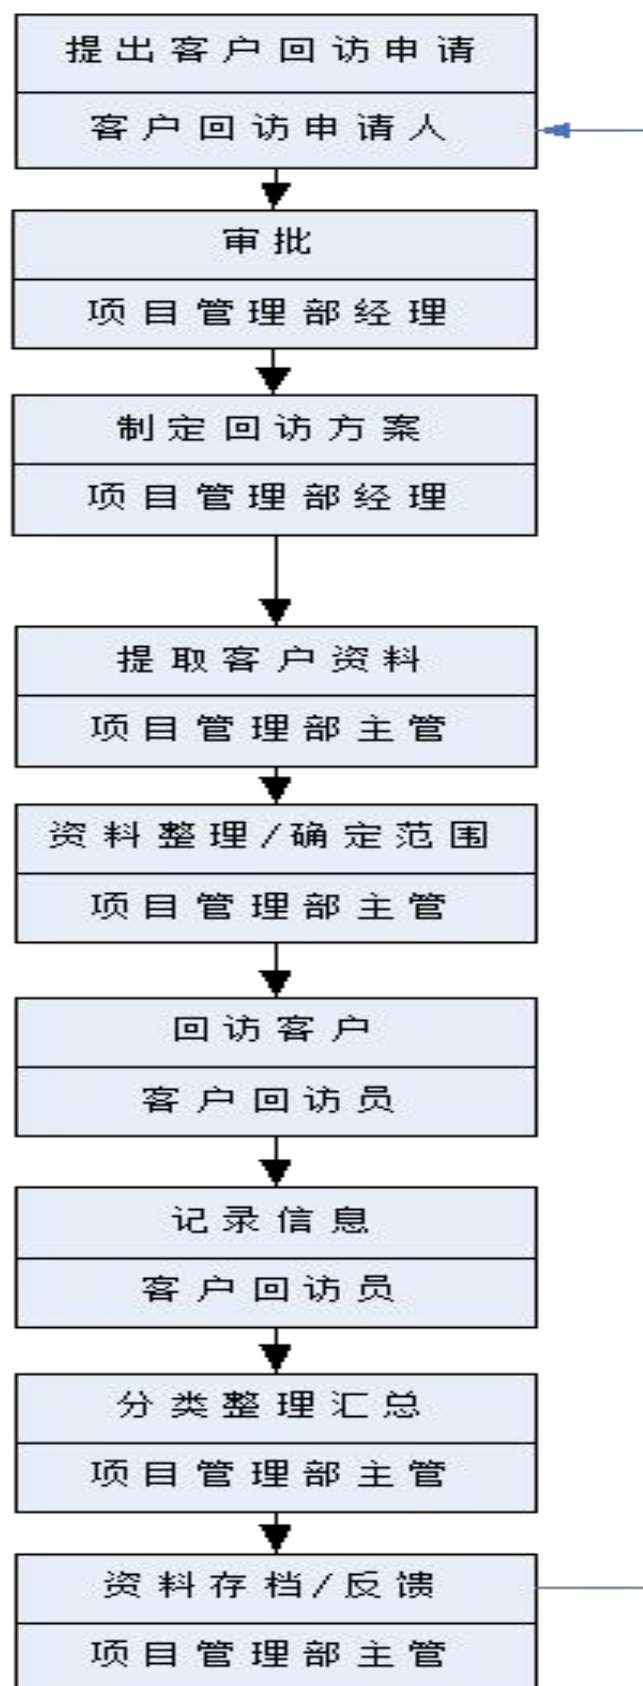 提出客户回访申请
客户回访申请人
审批
项目管理部经理
制定回访方案
项目管理部经理
提取客户资料
项目管理部主管
资料整理/确定范围
项目管理部主管
回访客户
客户回访员
记录信息
客户回访员
分类整理汇总
项目管理部主管
资料存档/反馈
项目管理部主管